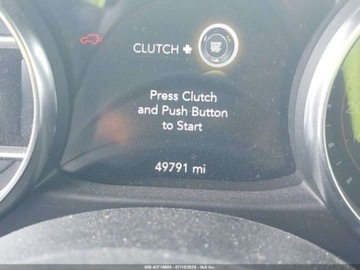 CLUTCH +
Press Clutch
and Push Button
to Start
49791 mi